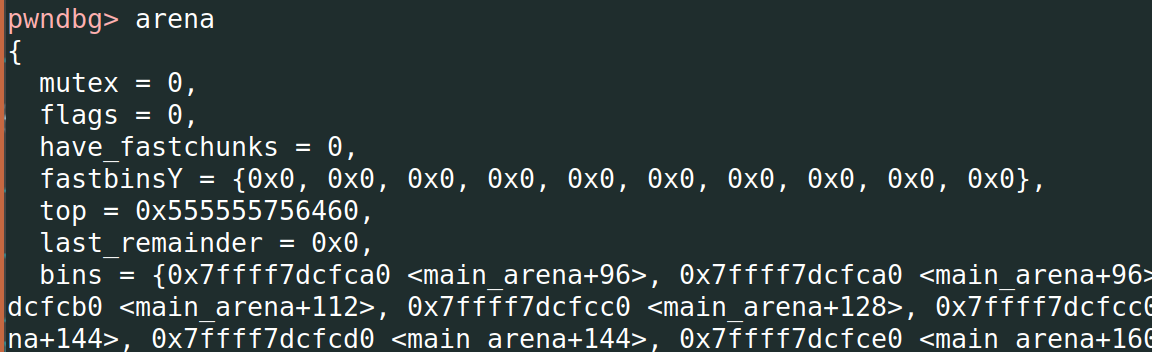 pwndbg> arena
{
  mutex = 0,
  flags = 0,
  have_fastchunks = 0,
  fastbinsY = {0x0, 0x0, 0x0, 0x0, 0x0, 0x0, 0x0, 0x0, 0x0, 0x0},
  top = 0x555555756460,
  last_remainder = 0x0,
  bins = {0x7ffff7dcfca0 <main_arena+96>, 0x7ffff7dcfca0 <main_arena+96>
dcfcb0 <main_arena+112>, 0x7ffff7dcfcc0 <main_arena+128>, 0x7ffff7dcfcc0
na+144>, 0x7ffff7dcfcd0 <main_arena+144>, 0x7ffff7dcfce0 <main_arena+160